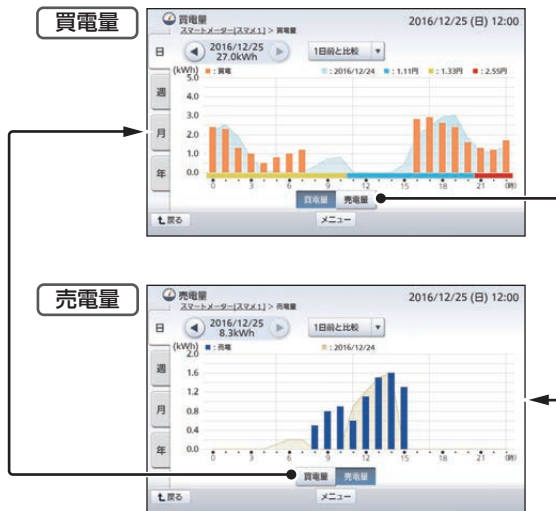 買電量
買電量
2016/12/25 (日) 12:00
スマートメーター[スマメ1] > 買電量
日
週
月
年
2016/12/25
27.0kWh
1日前と比較
(kWh)
:買電
:2016/12/24
:1.11円
:1.33円
:2.55円
5.0
4.0
3.0
2.0
1.0
0.0
0 3 6 9 12 15 18 21 (時)
買電量 売電量
戻る
メニュー
売電量
売電量
2016/12/25 (日) 12:00
スマートメーター[スマメ1] > 売電量
日
週
月
年
2016/12/25
8.3kWh
1日前と比較
(kWh)
:売電
:2016/12/24
2.0
1.6
1.2
0.8
0.4
0.0
0 3 6 9 12 15 18 21 (時)
買電量 売電量
戻る
メニュー